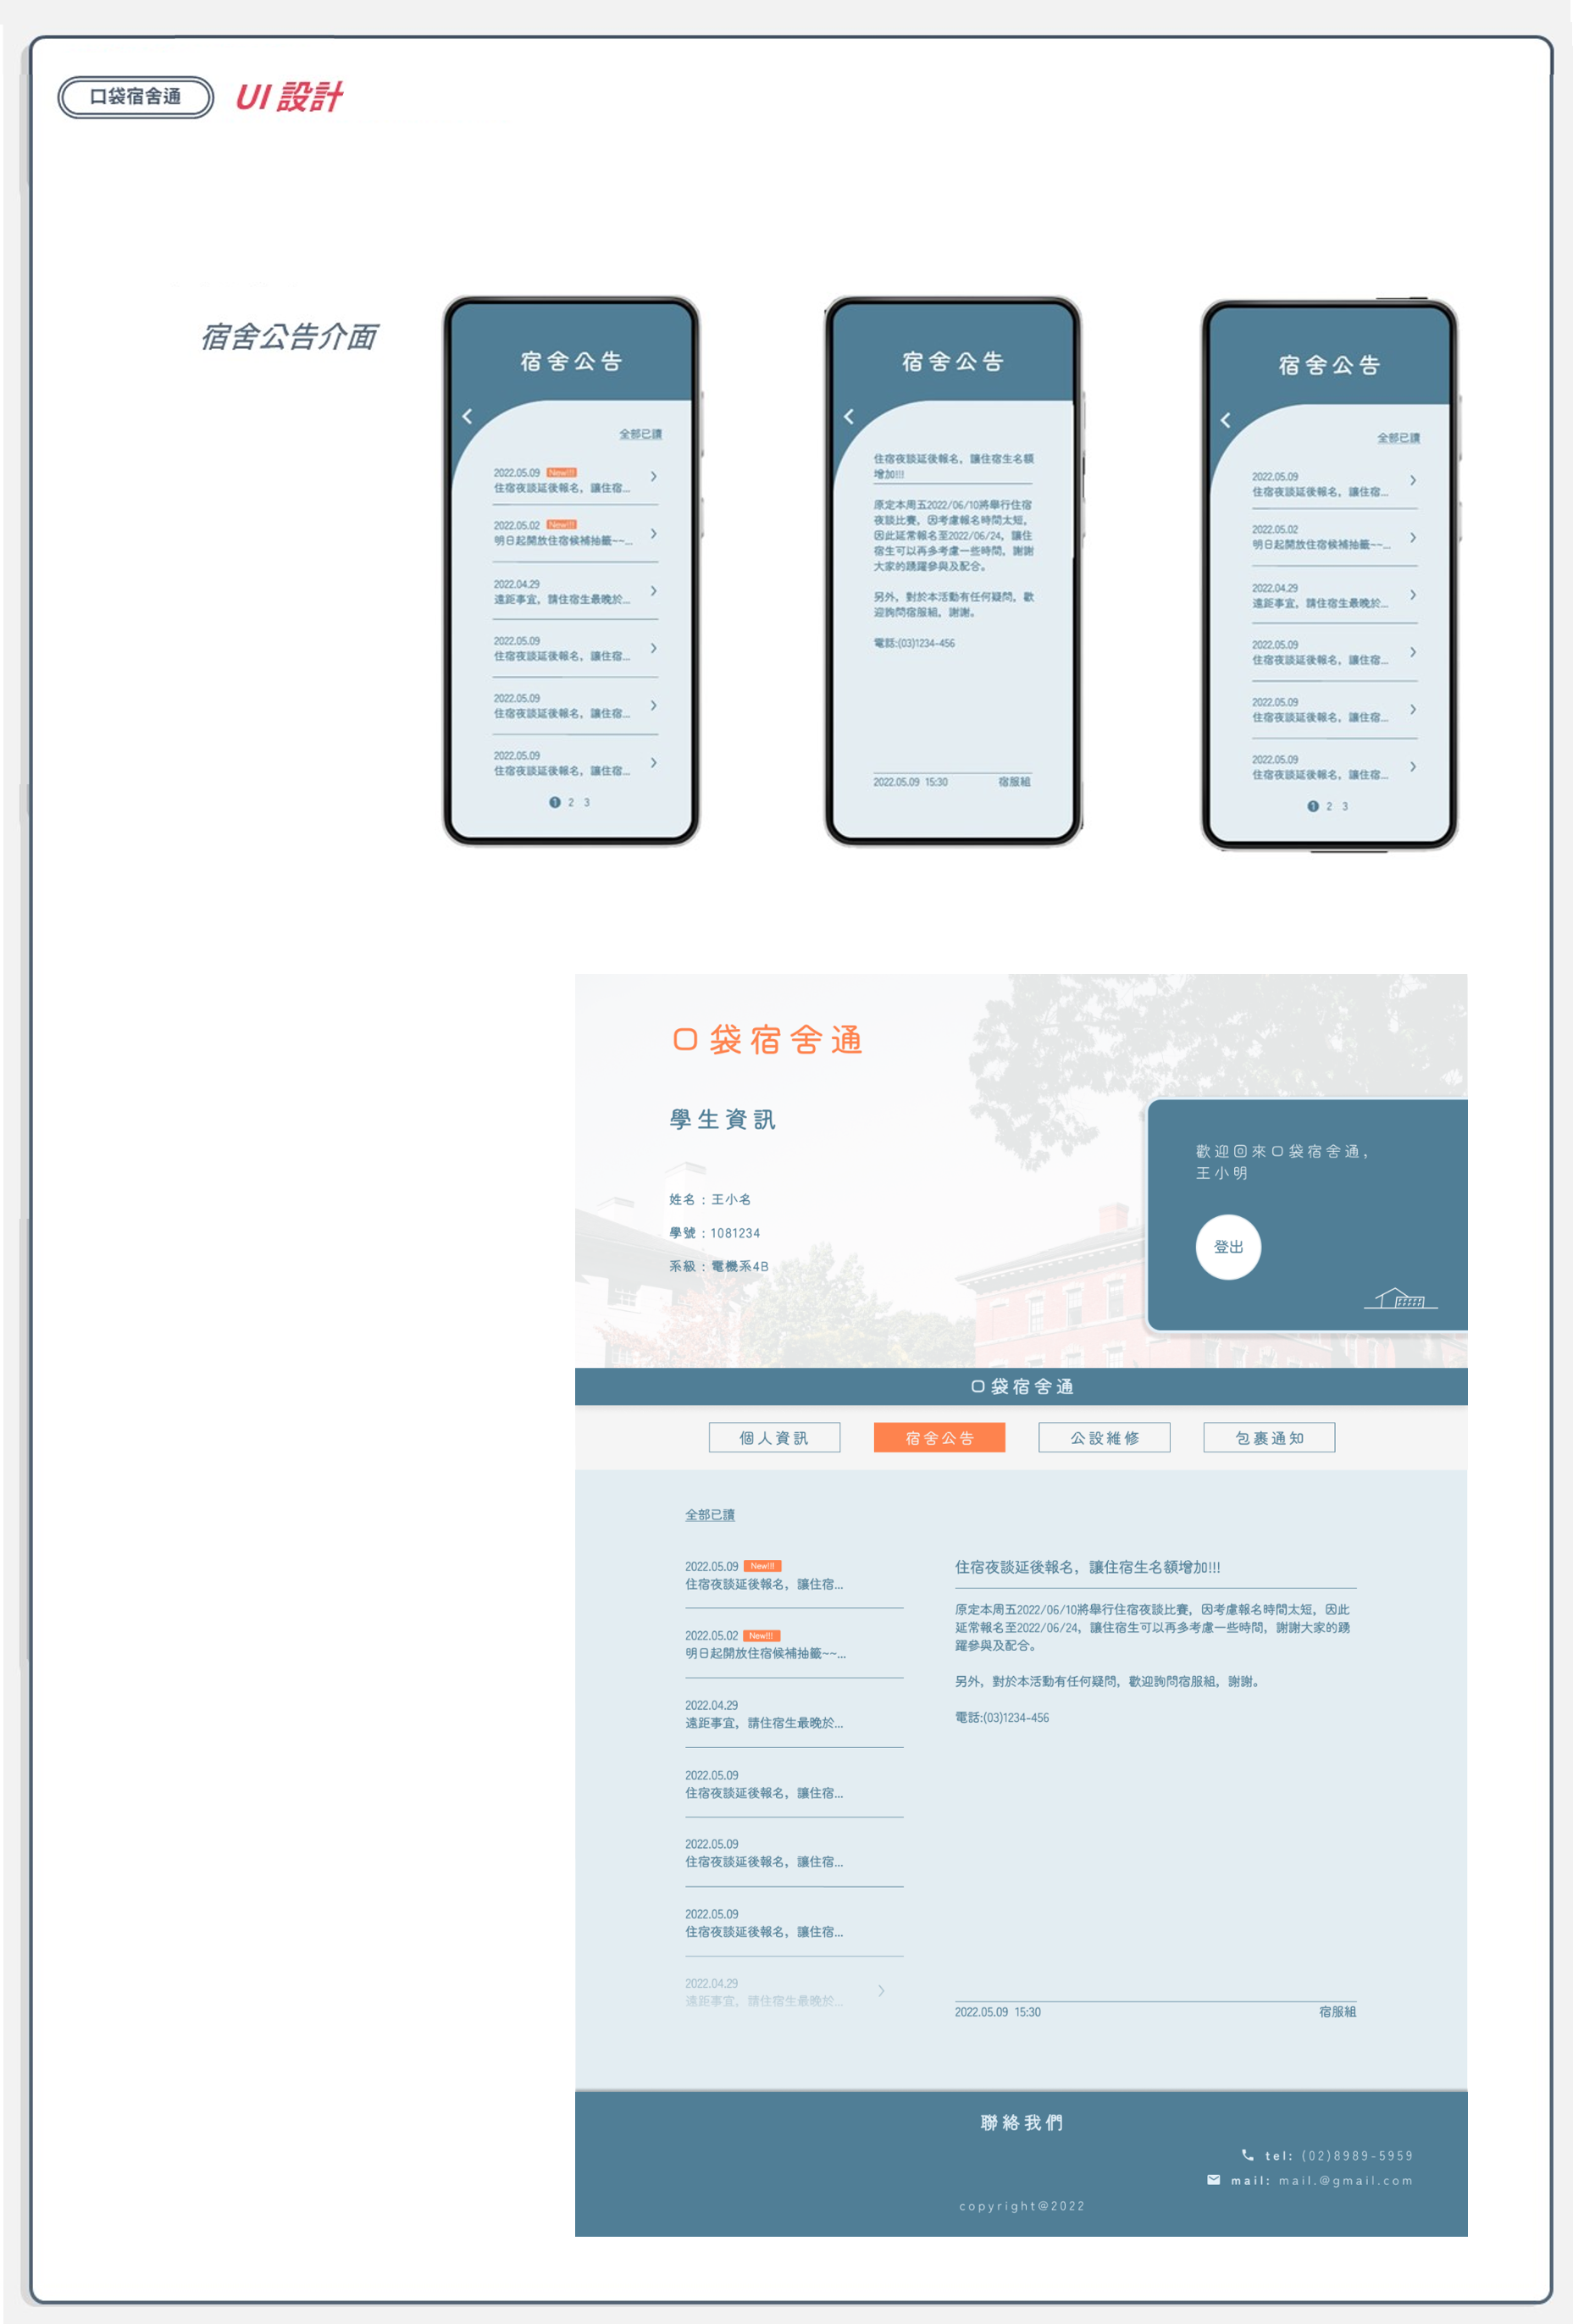 口袋宿舍通
UI 設計
宿舍公告介面
宿舍公告
全部已讀
2022.05.09 New!!!
住宿夜談延後報名，讓住宿...
2022.05.02 New!!!
明日起開放住宿候補抽籤~~...
2022.04.29
遠距事宜，請住宿生最晚於...
2022.05.09
住宿夜談延後報名，讓住宿...
2022.05.09
住宿夜談延後報名，讓住宿...
2022.05.09
住宿夜談延後報名，讓住宿...
1 2 3
宿舍公告
住宿夜談延後報名，讓住宿生名額
增加!!!
原定本周五2022/06/10將舉行住宿
夜談比賽，因考慮報名時間太短，
因此延常報名至2022/06/24，讓住
宿生可以再多考慮一些時間，謝謝
大家的踴躍參與及配合。
另外，對於本活動有任何疑問，歡
迎詢問宿服組，謝謝。
電話:(03)1234-456
2022.05.09 15:30 宿服組
宿舍公告
全部已讀
2022.05.09
住宿夜談延後報名，讓住宿...
2022.05.02
明日起開放住宿候補抽籤~~...
2022.04.29
遠距事宜，請住宿生最晚於...
2022.05.09
住宿夜談延後報名，讓住宿...
2022.05.09
住宿夜談延後報名，讓住宿...
2022.05.09
住宿夜談延後報名，讓住宿...
1 2 3
口袋宿舍通
學生資訊
姓名：王小名
學號：1081234
系級：電機系4B
歡迎回來口袋宿舍通，
王小明
登出
口袋宿舍通
個人資訊 宿舍公告 公設維修 包裹通知
全部已讀
2022.05.09 New!!!
住宿夜談延後報名，讓住宿...
2022.05.02 New!!!
明日起開放住宿候補抽籤~~...
2022.04.29
遠距事宜，請住宿生最晚於...
2022.05.09
住宿夜談延後報名，讓住宿...
2022.05.09
住宿夜談延後報名，讓住宿...
2022.05.09
住宿夜談延後報名，讓住宿...
2022.04.29
遠距事宜，請住宿生最晚於...
住宿夜談延後報名，讓住宿生名額增加!!!
原定本周五2022/06/10將舉行住宿夜談比賽，因考慮報名時間太短，因此
延常報名至2022/06/24，讓住宿生可以再多考慮一些時間，謝謝大家的踴
躍參與及配合。
另外，對於本活動有任何疑問，歡迎詢問宿服組，謝謝。
電話:(03)1234-456
2022.05.09 15:30 宿服組
聯絡我們
tel: (02)8989-5959
mail: mail.@gmail.com
copyright@2022